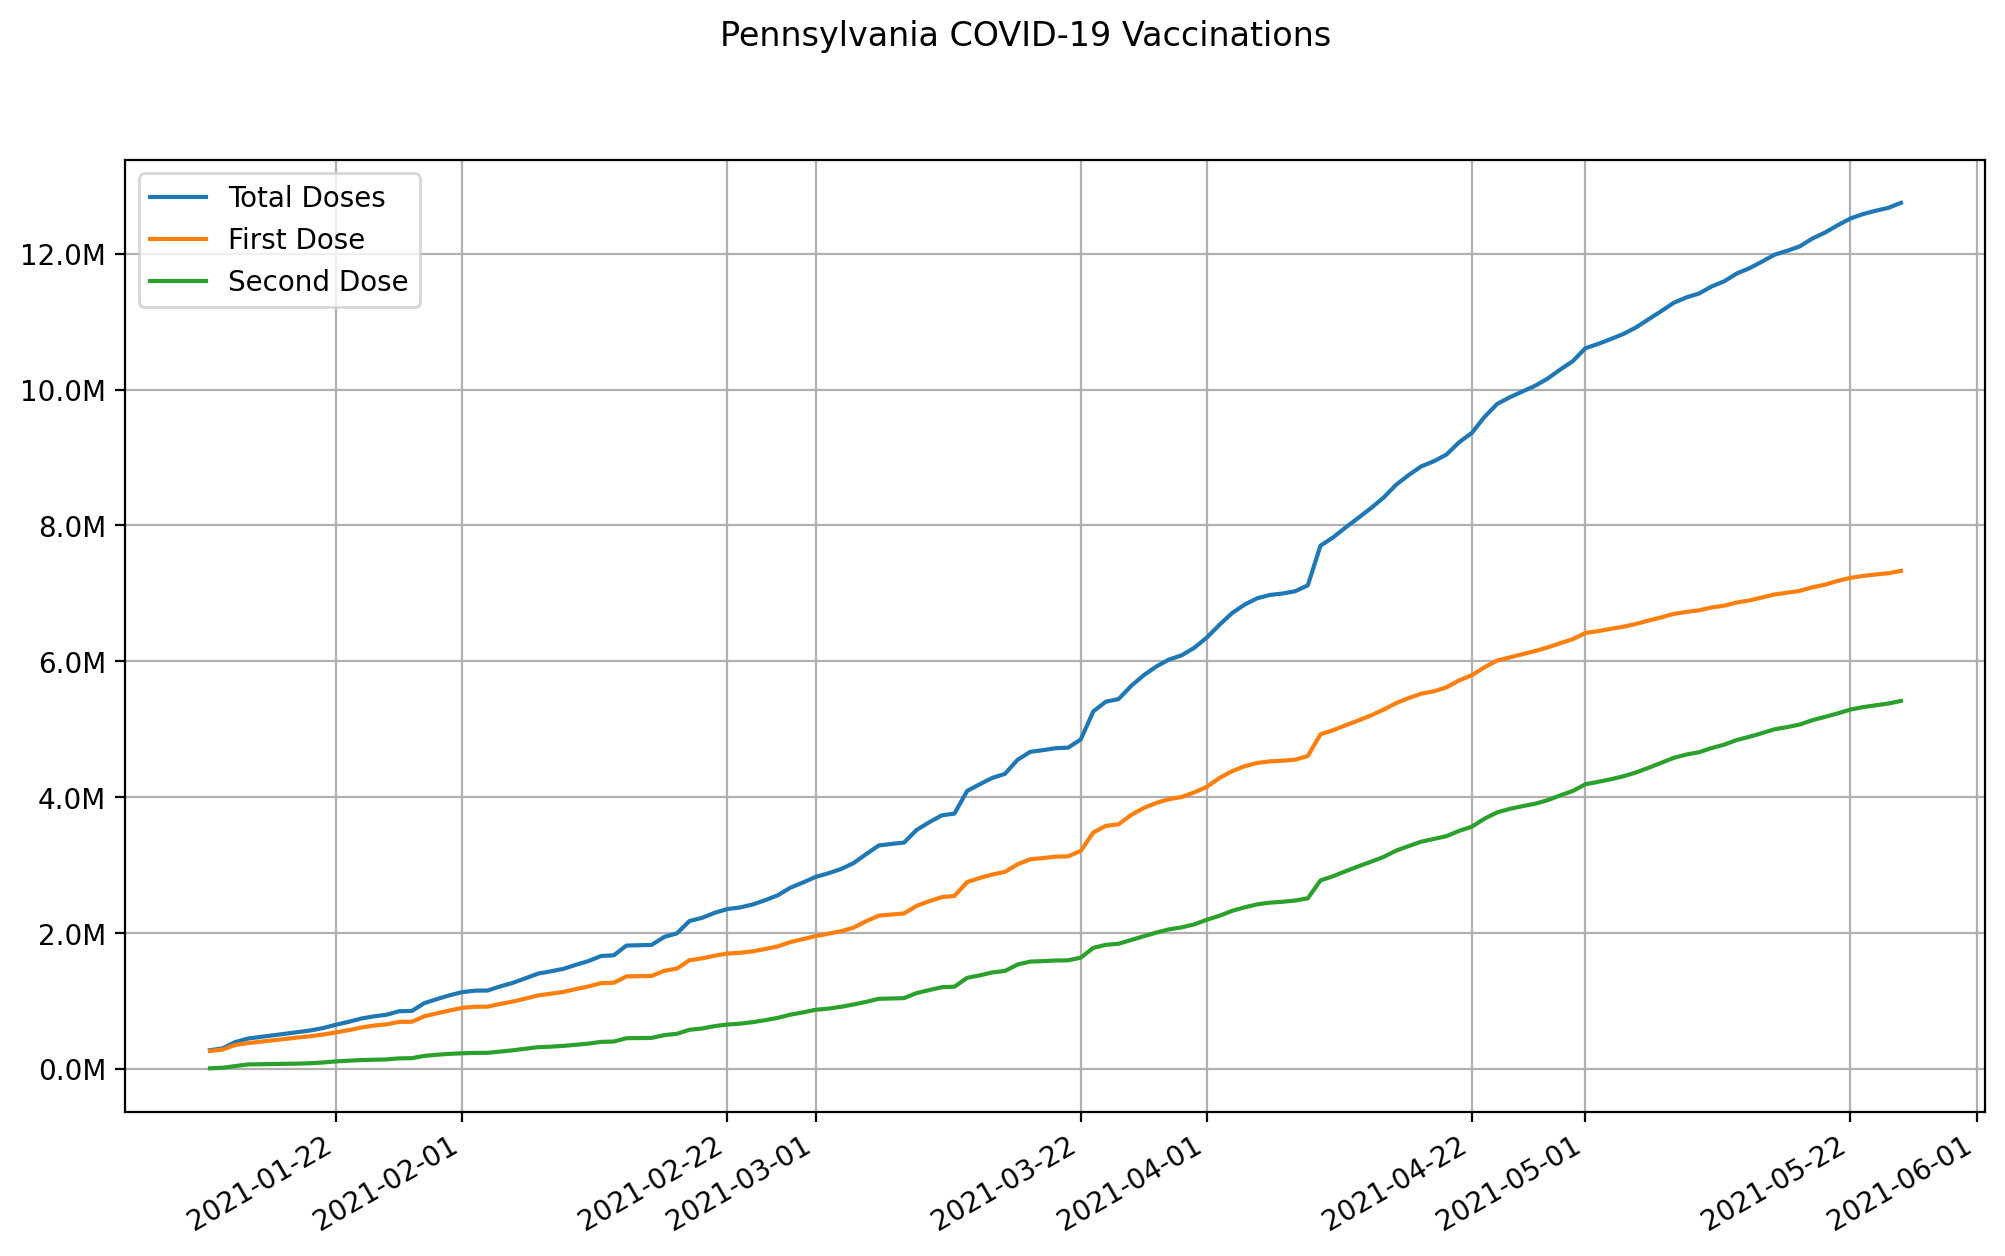 Pennsylvania COVID-19 Vaccinations
Total Doses
First Dose
Second Dose
12.0M
10.0M
8.0M
6.0M
4.0M
2.0M
0.0M
2021-01-22
2021-02-01
2021-02-22
2021-03-01
2021-03-22
2021-04-01
2021-04-22
2021-05-01
2021-05-22
2021-06-01